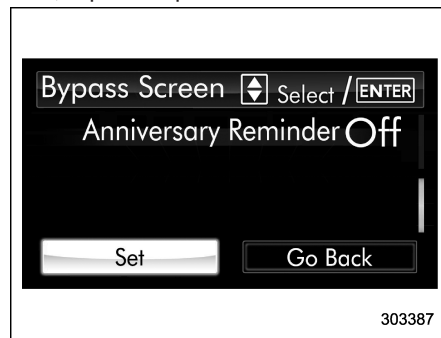 Bypass Screen Select / ENTER
Anniversary Reminder Off
Set Go Back
303387